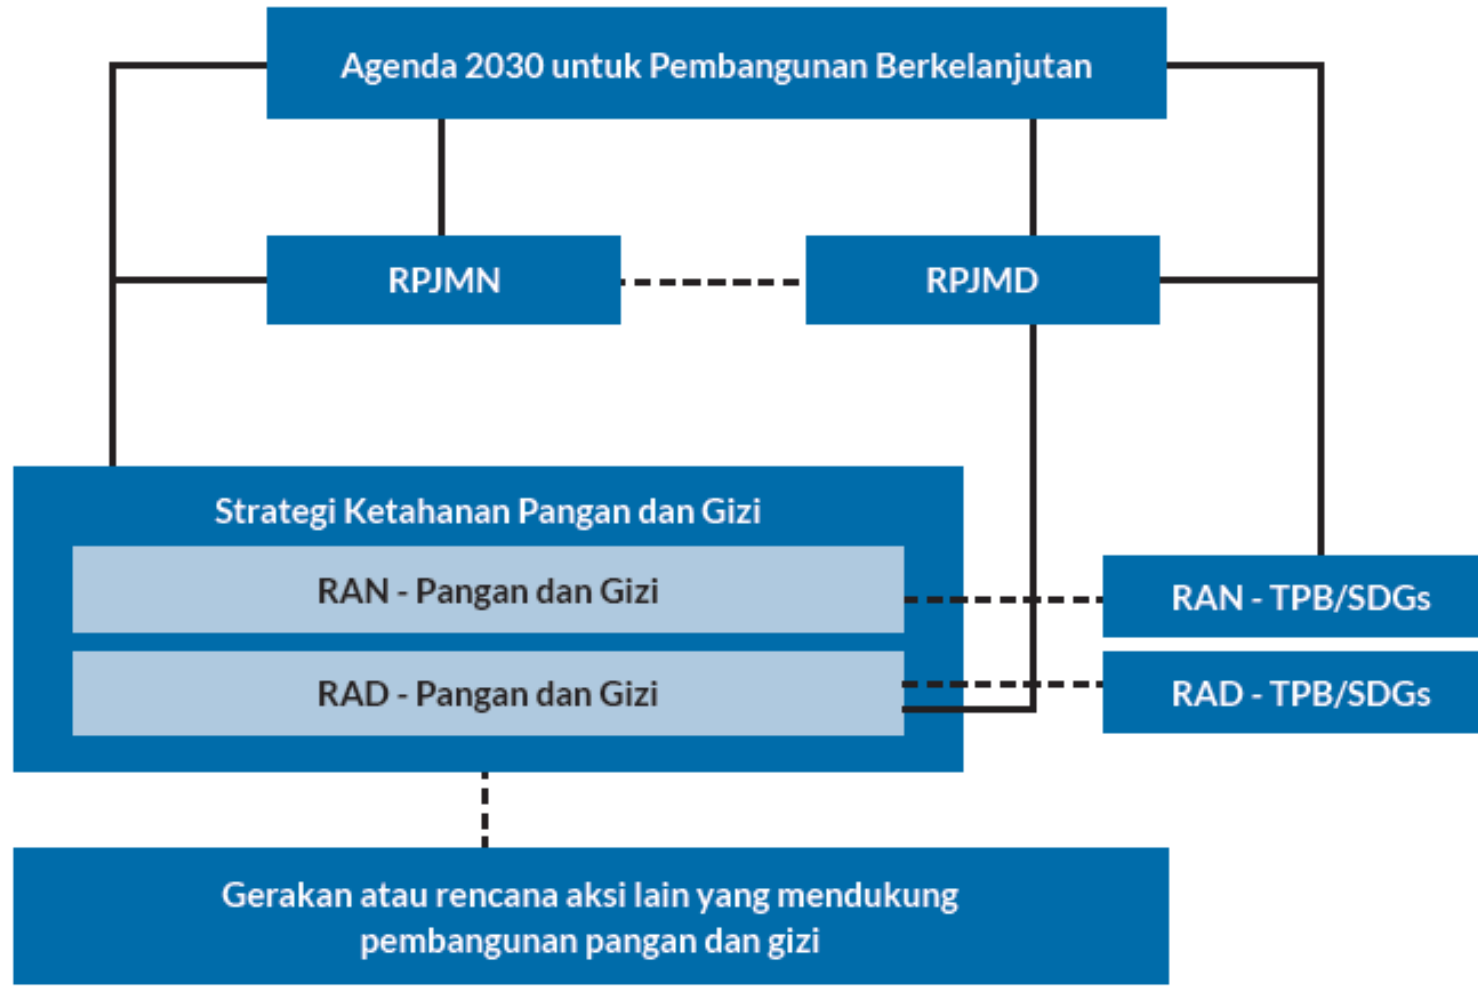 Agenda 2030 untuk Pembangunan Berkelanjutan
RPJMN
RPJMD
Strategi Ketahanan Pangan dan Gizi
RAN - Pangan dan Gizi
RAN - TPB/SDGs
RAD - Pangan dan Gizi
RAD - TPB/SDGs
Gerakan atau rencana aksi lain yang mendukung
pembangunan pangan dan gizi